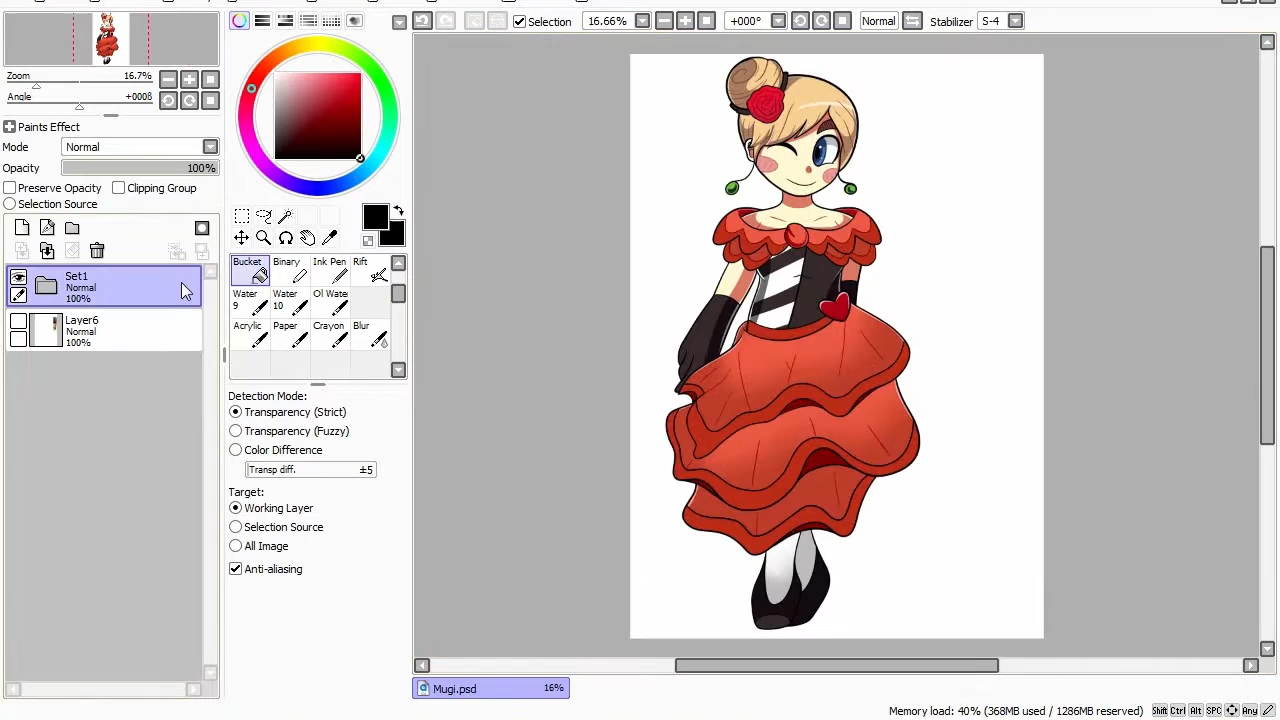 Selection
16.66%
+000°
Normal
Stabilizer
S-4
Zoom
16.7%
Angle
+000ß
Paints Effect
Mode
Normal
Opacity
100%
Preserve Opacity
Clipping Group
Selection Source
Set1
Normal
100%
Layer6
Normal
100%
Bucket
Binary
Ink Pen
Rift
Water
9
Water
10
Ol Wate
Acrylic
Paper
Crayon
Blur
Detection Mode:
Transparency (Strict)
Transparency (Fuzzy)
Color Difference
Transp diff.
±5
Target:
Working Layer
Selection Source
All Image
Anti-aliasing
Mugi.psd
16%
Memory load: 40% (368MB used / 1286MB reserved)
Shift Ctrl Alt SPC Any